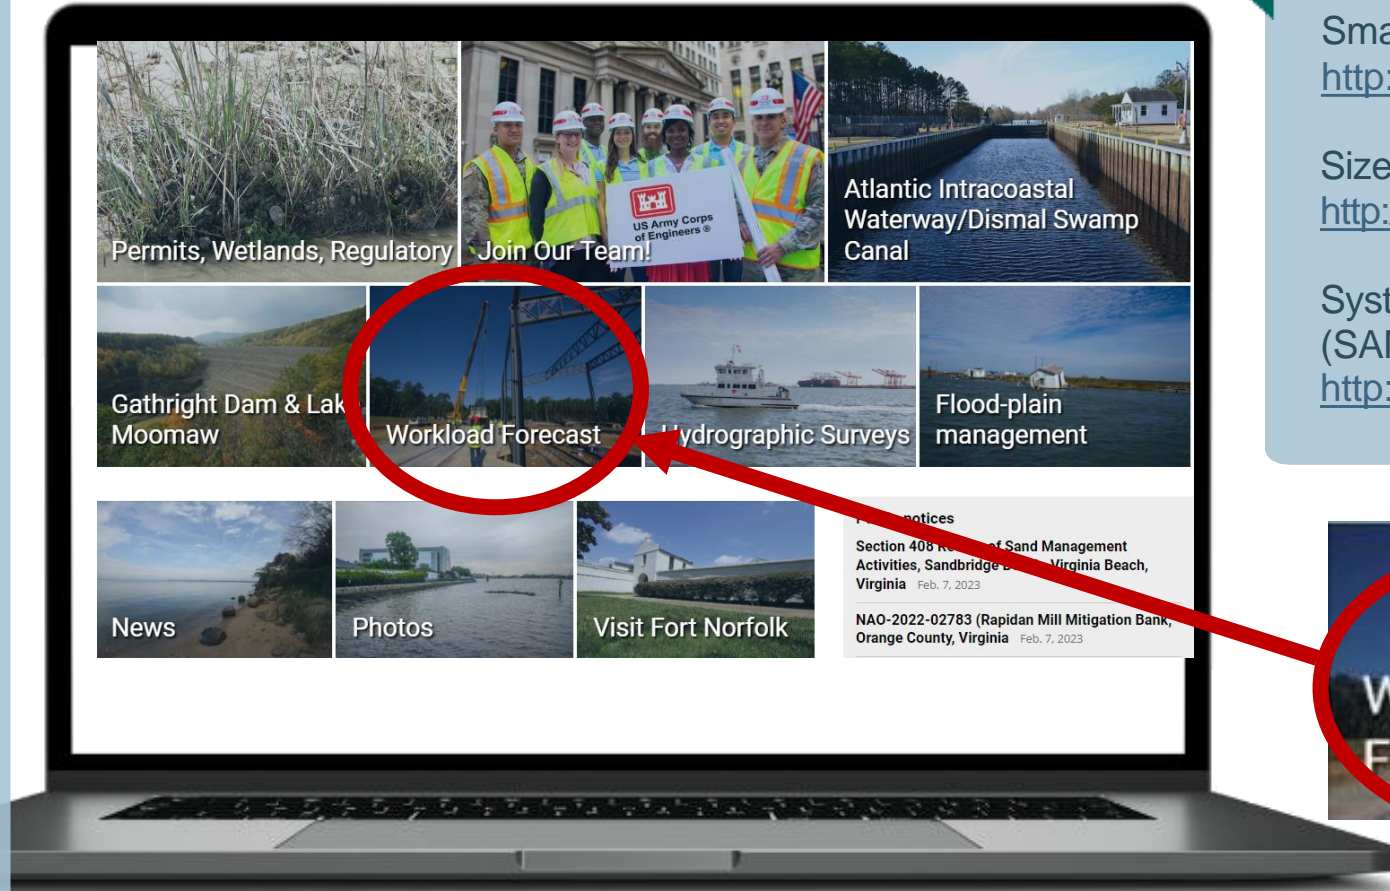 Permits, Wetlands, Regulatory
Join Our Team!
US Army Corps
of Engineers ®
Atlantic Intracoastal
Waterway/Dismal Swamp
Canal
Gathright Dam & Lak
Moomaw
Workload Forecast
Hydrographic Surveys
Flood-plain
management
News
Photos
Visit Fort Norfolk
notices
Section 408 of Sand Management
Activities, Sandbridge Virginia Beach,
Virginia Feb. 7, 2023
NAO-2022-02783 (Rapidan Mill Mitigation Bank,
Orange County, Virginia Feb. 7, 2023
Sma
http:
Size
http:
Syst
(SA
http:
W
F